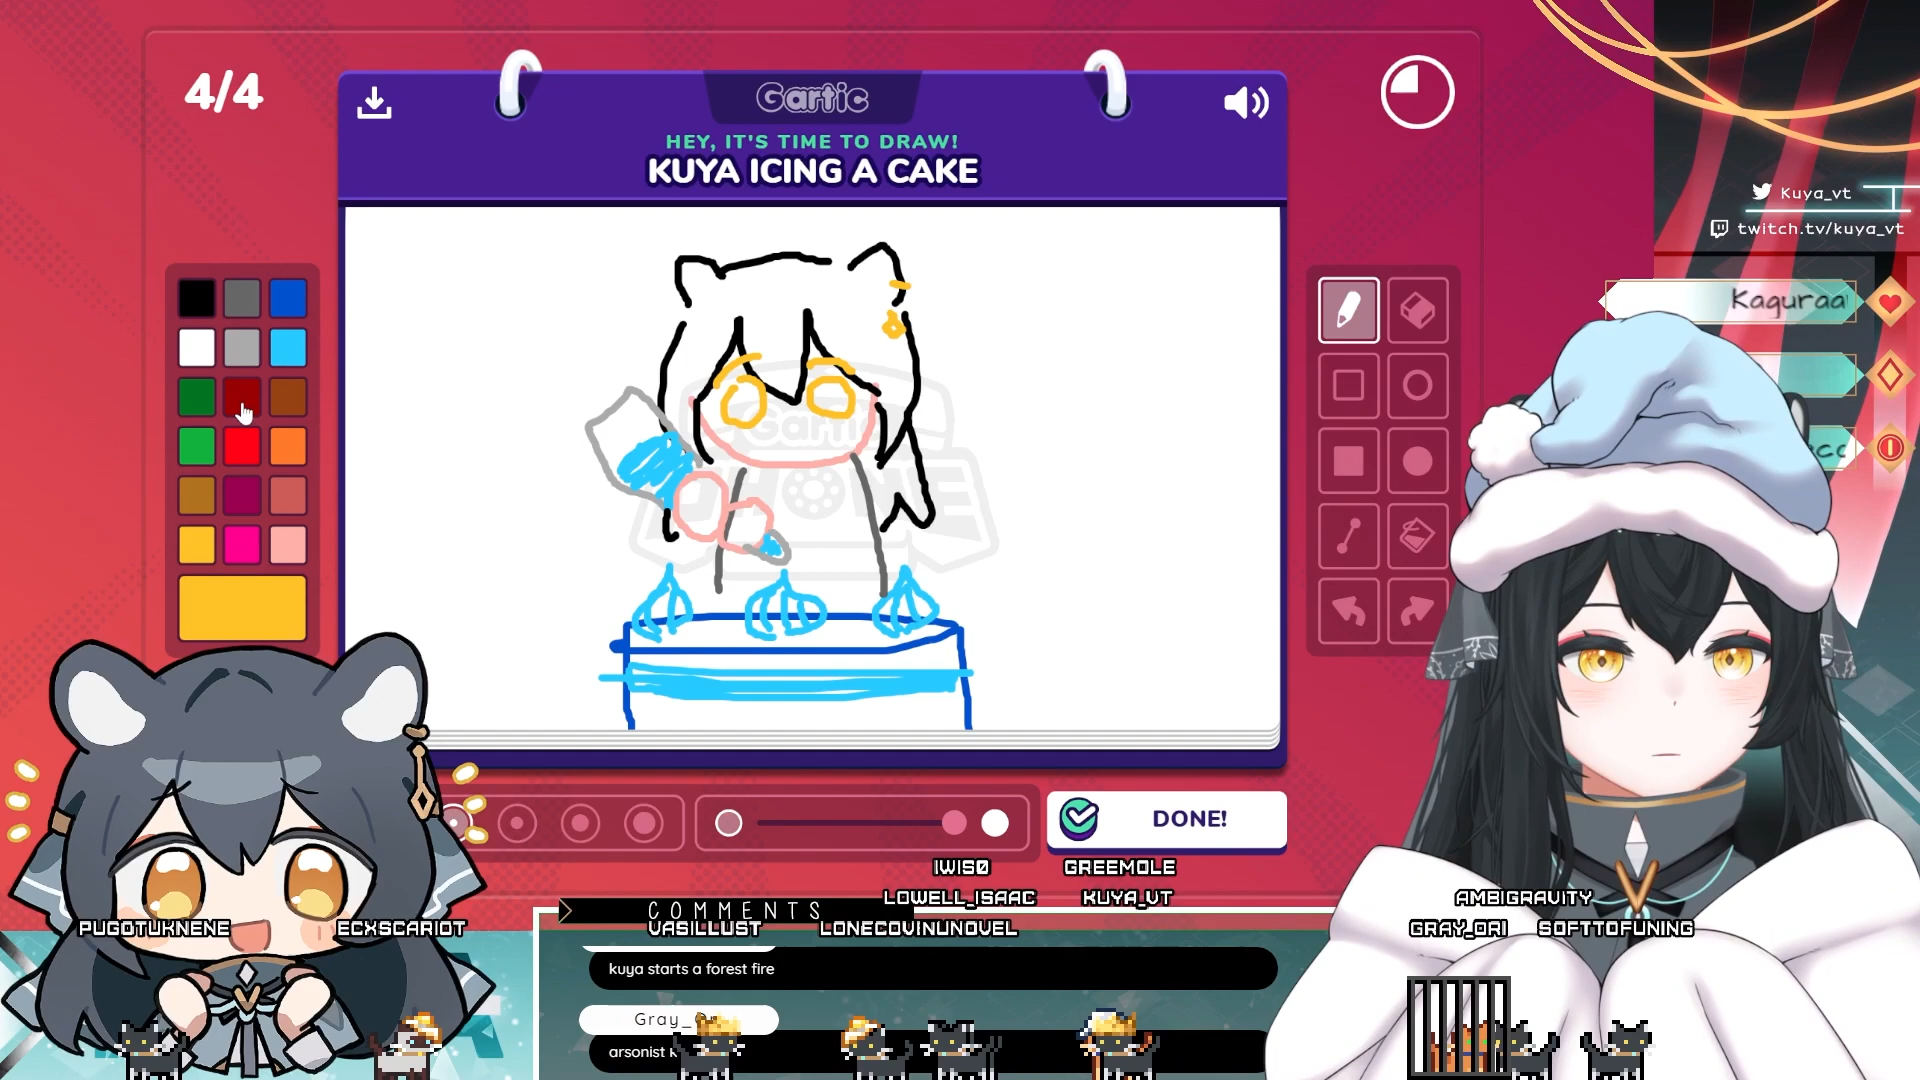 4/4
Gartic
HEY, IT'S TIME TO DRAW!
KUYA ICING A CAKE
Kuya_vt
twitch.tv/kuya_vt
Kaguraa
DONE!
IWIS0
GREEMOLE
LOWELL_ISAAC
KUYA_VT
AMBIGRAVITY
COMMENTS
PUGOTUKNENE
ECXSCARIOT
VASILLUST
LONECOVINUNOVEL
GRAY_ORI
SOFTTOFUNING
kuya starts a forest fire
Gray_
arsonist